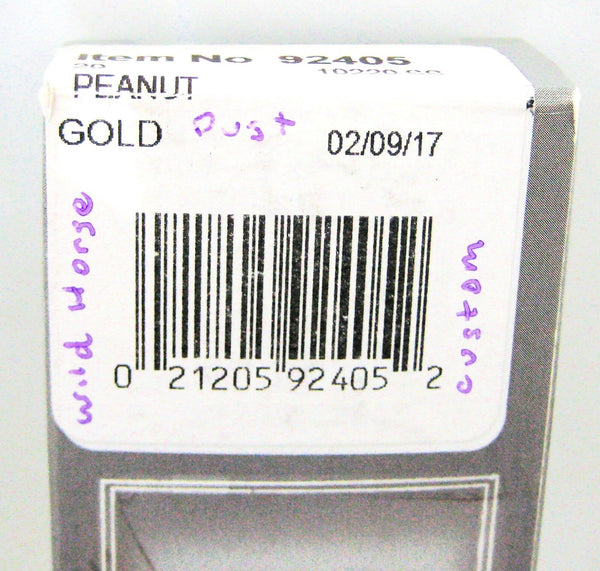 Item No 92405
PEANUT
GOLD Dust 02/09/17
Wild Horse
custom
0 21205 92405 2